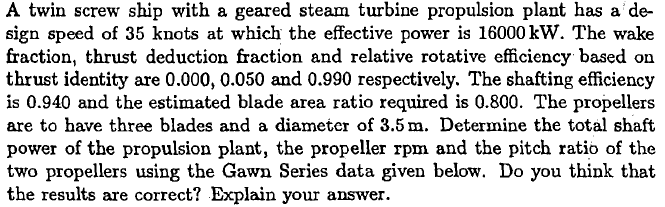 A twin screw ship with a geared steam turbine propulsion plant has a de-
sign speed of 35 knots at which the effective power is 16000 kW. The wake
fraction, thrust deduction fraction and relative rotative efficiency based on
thrust identity are 0.000, 0.050 and 0.990 respectively. The shafting efficiency
is 0.940 and the estimated blade area ratio required is 0.800. The propellers
are to have three blades and a diameter of 3.5 m. Determine the total shaft
power of the propulsion plant, the propeller rpm and the pitch ratio of the
two propellers using the Gawn Series data given below. Do you think that
the results are correct? Explain your answer.